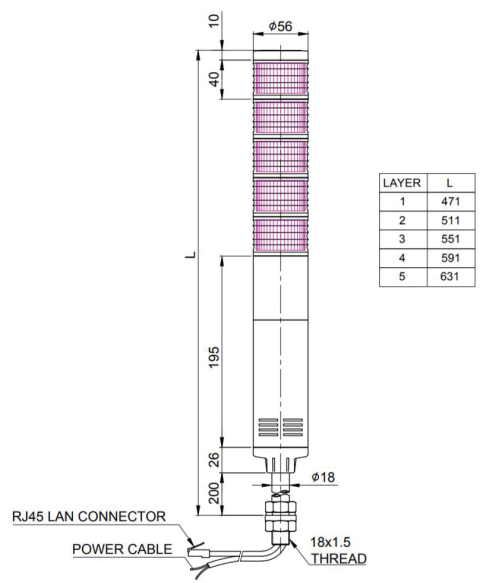 10
ϕ56
40
LAYER L
1 471
2 511
3 551
4 591
5 631
L
195
26
ϕ18
200
RJ45 LAN CONNECTOR
18x1.5
THREAD
POWER CABLE